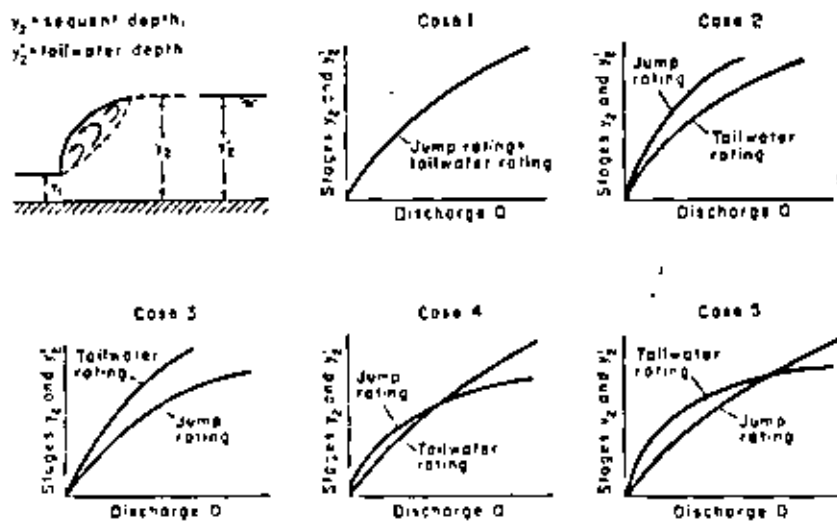 y₂ = sequent depth,
y₂' = tailwater depth
y₁
y₂
y₂'
Case 1
Stages y₂ and y₂'
Jump rating=
tailwater rating
Discharge Q
Case 2
Stages y₂ and y₂'
Jump
rating
Tailwater
rating
Discharge Q
Case 3
Stages y₂ and y₂'
Tailwater
rating
Jump
rating
Discharge Q
Case 4
Stages y₂ and y₂'
Jump
rating
Tailwater
rating
Discharge Q
Case 5
Stages y₂ and y₂'
Tailwater
rating
Jump
rating
Discharge Q